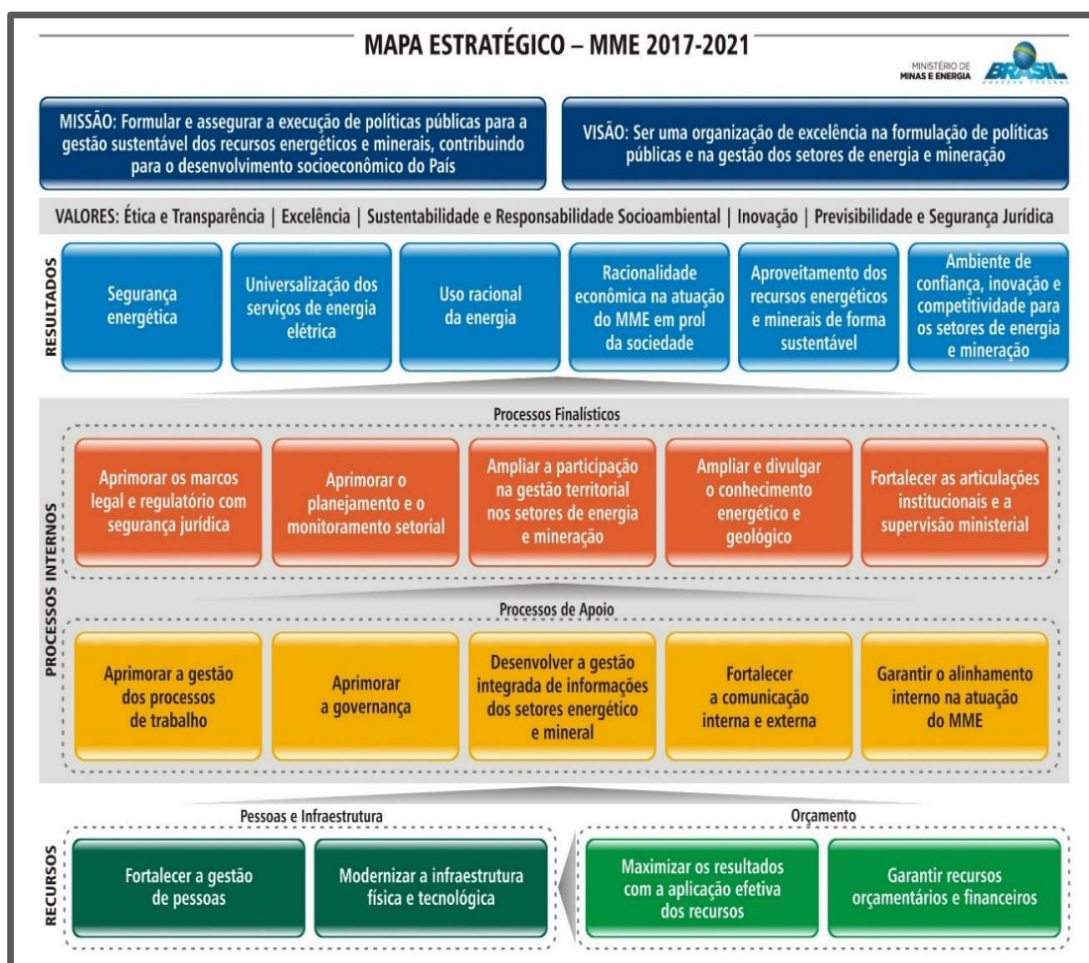 MAPA ESTRATÉGICO – MME 2017-2021
MINISTÉRIO DE
MINAS E ENERGIA
BRASIL
GOVERNO FEDERAL
MISSÃO: Formular e assegurar a execução de políticas públicas para a
gestão sustentável dos recursos energéticos e minerais, contribuindo
para o desenvolvimento socioeconômico do País
VISÃO: Ser uma organização de excelência na formulação de políticas
públicas e na gestão dos setores de energia e mineração
VALORES: Ética e Transparência | Excelência | Sustentabilidade e Responsabilidade Socioambiental | Inovação | Previsibilidade e Segurança Jurídica
RESULTADOS
Segurança
energética
Universalização dos
serviços de energia
elétrica
Uso racional
da energia
Racionalidade
econômica na atuação
do MME em prol
da sociedade
Aproveitamento dos
recursos energéticos
e minerais de forma
sustentável
Ambiente de
confiança, inovação e
competitividade para
os setores de energia
e mineração
PROCESSOS INTERNOS
Processos Finalísticos
Aprimorar os marcos
legal e regulatório com
segurança jurídica
Aprimorar o
planejamento e o
monitoramento setorial
Ampliar a participação
na gestão territorial
nos setores de energia
e mineração
Ampliar e divulgar
o conhecimento
energético e
geológico
Fortalecer as articulações
institucionais e a
supervisão ministerial
Processos de Apoio
Aprimorar a gestão
dos processos
de trabalho
Aprimorar
a governança
Desenvolver a gestão
integrada de informações
dos setores energético
e mineral
Fortalecer
a comunicação
interna e externa
Garantir o alinhamento
interno na atuação
do MME
RECURSOS
Pessoas e Infraestrutura
Fortalecer a gestão
de pessoas
Modernizar a infraestrutura
física e tecnológica
Orçamento
Maximizar os resultados
com a aplicação efetiva
dos recursos
Garantir recursos
orçamentários e financeiros